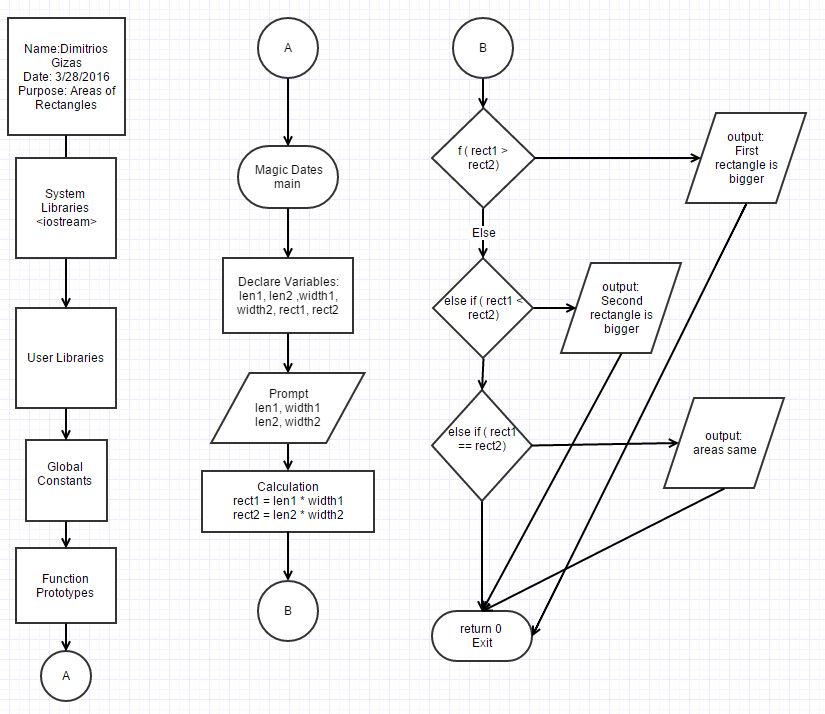 Name:Dimitrios
Gizas
Date: 3/28/2016
Purpose: Areas of
Rectangles
System
Libraries
<iostream>
User Libraries
Global
Constants
Function
Prototypes
A
A
Magic Dates
main
Declare Variables:
len1, len2 ,width1,
width2, rect1, rect2
Prompt
len1, width1
len2, width2
Calculation
rect1 = len1 * width1
rect2 = len2 * width2
B
B
f ( rect1 >
rect2)
output:
First
rectangle is
bigger
Else
else if ( rect1 <
rect2)
output:
Second
rectangle is
bigger
else if ( rect1
== rect2)
output:
areas same
return 0
Exit